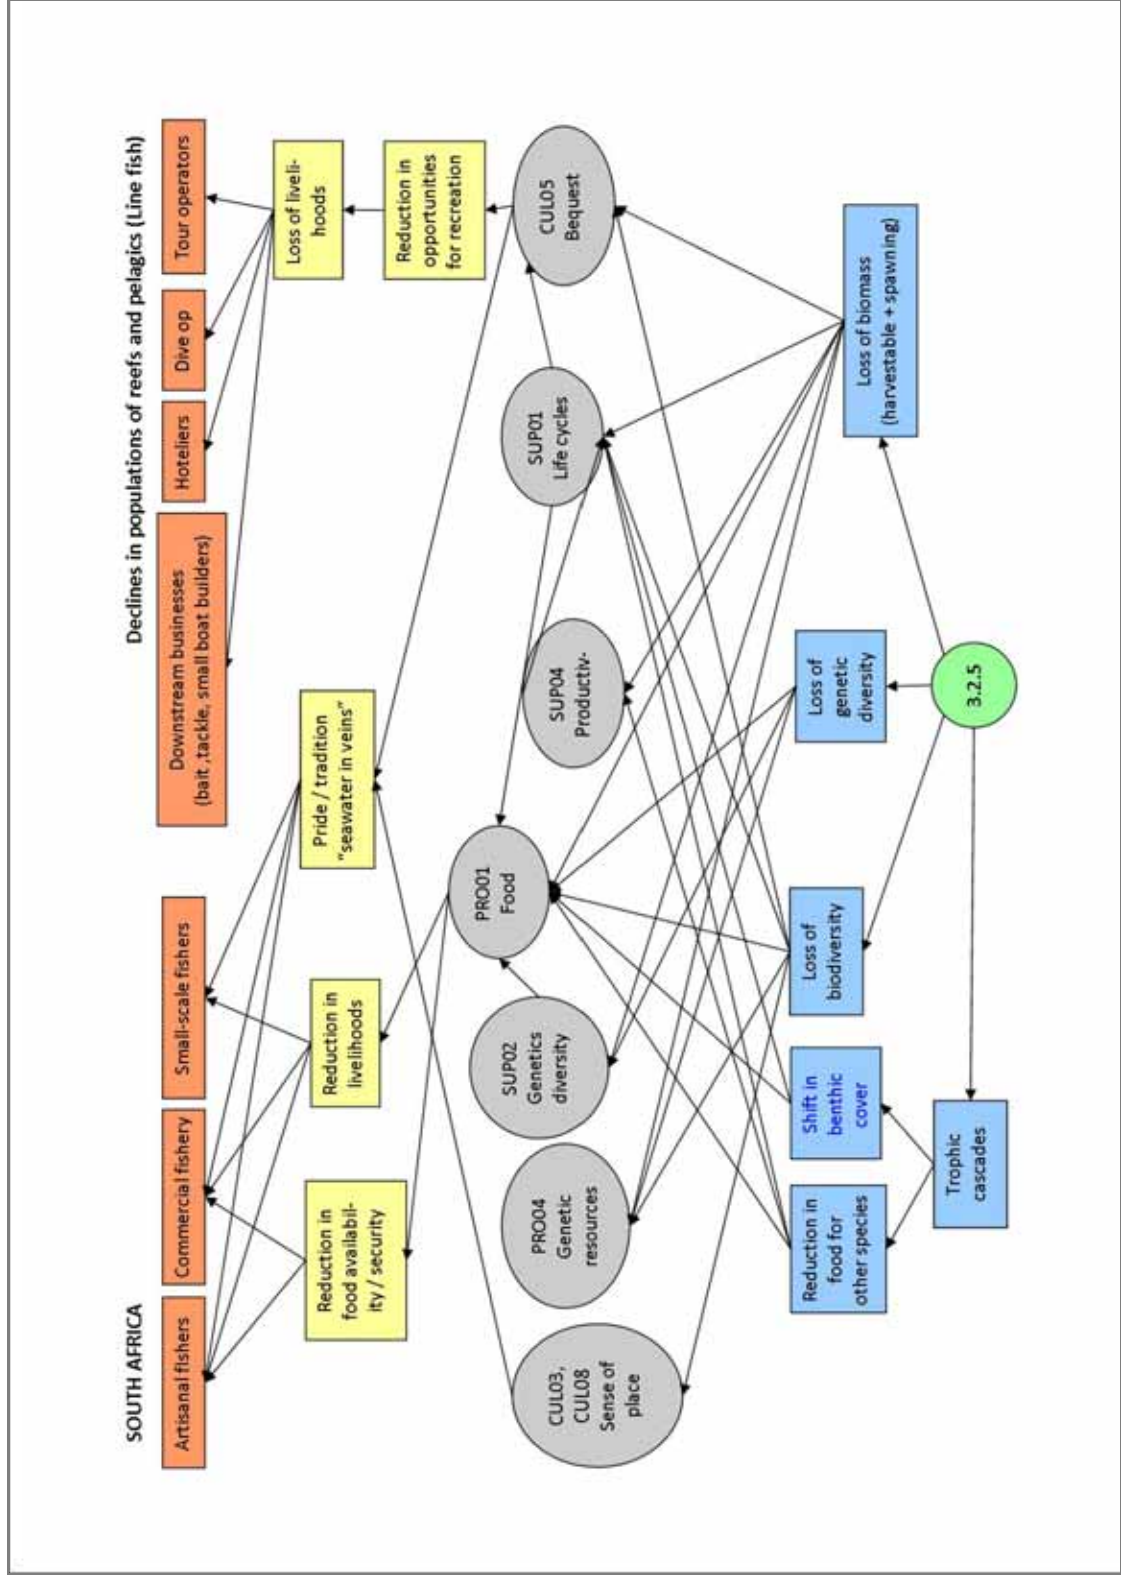 SOUTH AFRICA
Declines in populations of reefs and pelagics (Line fish)
Artisanal fishers
Commercial fishery
Small-scale fishers
Downstream businesses
(bait ,tackle, small boat builders)
Hoteliers
Dive op
Tour operators
Reduction in
food availabil-
ity / security
Reduction in
livelihoods
Pride / tradition
“seawater in veins”
Loss of liveli-
hoods
Reduction in
opportunities
for recreation
CUL03,
CUL08
Sense of
place
PRO04
Genetic
resources
SUP02
Genetics
diversity
PRO01
Food
SUP04
Productiv-
SUP01
Life cycles
CUL05
Bequest
Reduction in
food for
other species
Shift in
benthic
cover
Loss of
biodiversity
Loss of
genetic
diversity
Loss of biomass
(harvestable + spawning)
Trophic
cascades
3.2.5